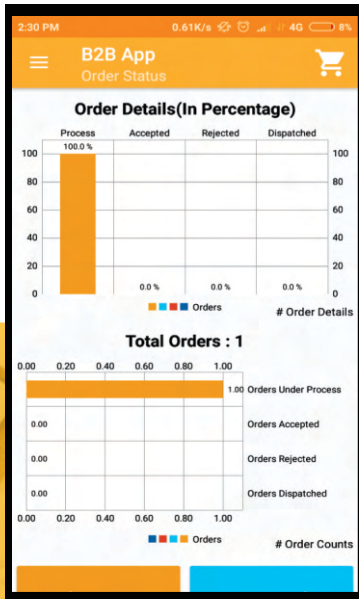 2:30 PM 0.61K/s 4G 8%
B2B App
Order Status
Order Details(In Percentage)
Process Accepted Rejected Dispatched
100.0 %
100 100
80 80
60 60
40 40
20 20
0.0 % 0.0 % 0.0 %
0 0
Orders
# Order Details
Total Orders : 1
0.00 0.20 0.40 0.60 0.80 1.00
1.00 Orders Under Process
0.00 Orders Accepted
0.00 Orders Rejected
0.00 Orders Dispatched
0.00 0.20 0.40 0.60 0.80 1.00
Orders
# Order Counts